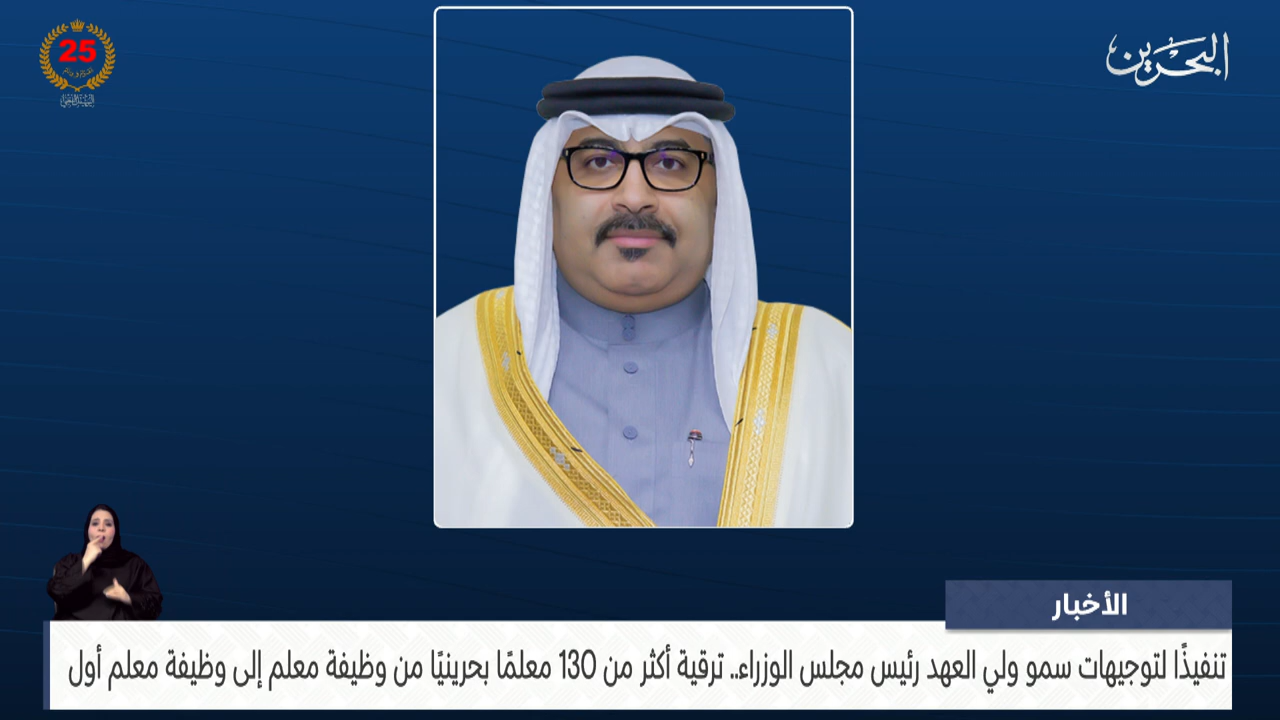 25
البحرين
الأخبار
تنفيذًا لتوجيهات سمو ولي العهد رئيس مجلس الوزراء.. ترقية أكثر من 130 معلمًا بحرينيًا من وظيفة معلم إلى وظيفة معلم أول